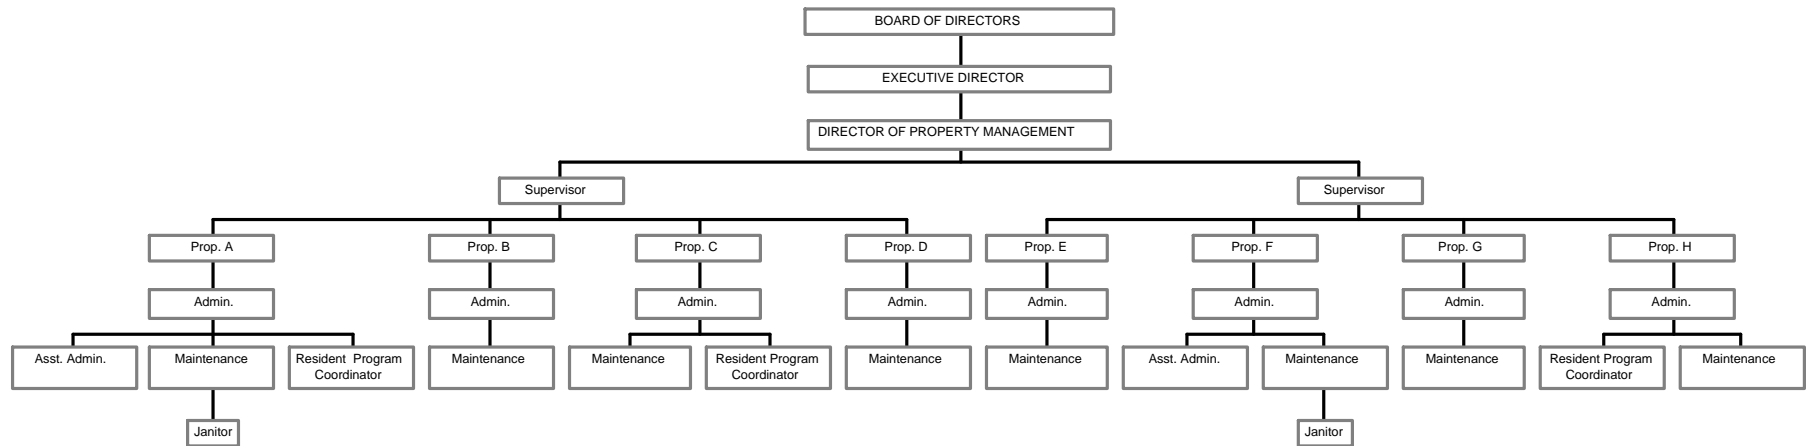 BOARD OF DIRECTORS
EXECUTIVE DIRECTOR
DIRECTOR OF PROPERTY MANAGEMENT
Supervisor
Supervisor
Prop. A
Prop. B
Prop. C
Prop. D
Prop. E
Prop. F
Prop. G
Prop. H
Admin.
Admin.
Admin.
Admin.
Admin.
Admin.
Admin.
Admin.
Asst. Admin.
Maintenance
Resident Program
Coordinator
Maintenance
Maintenance
Resident Program
Coordinator
Maintenance
Maintenance
Asst. Admin.
Maintenance
Maintenance
Resident Program
Coordinator
Maintenance
Janitor
Janitor